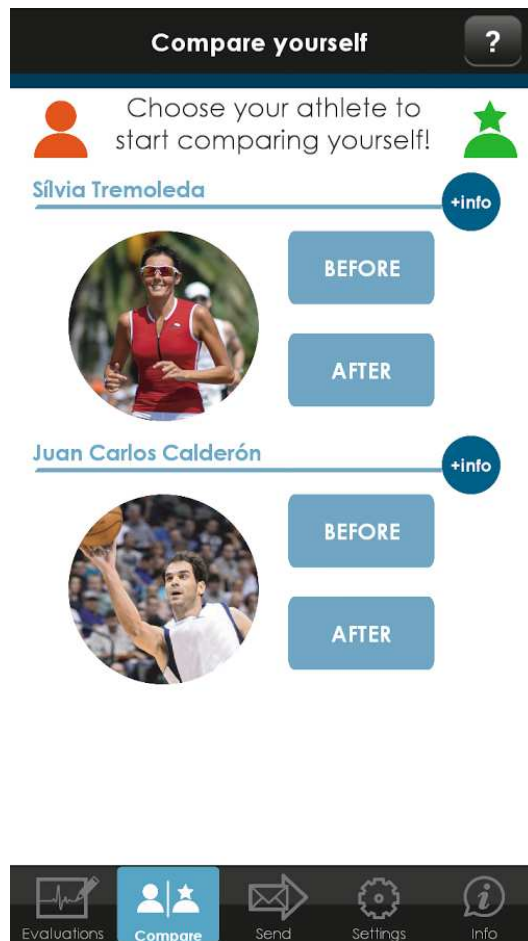 Compare yourself
?
Choose your athlete to
start comparing yourself!
Sílvia Tremoleda
+info
BEFORE
AFTER
Juan Carlos Calderón
+info
BEFORE
AFTER
Evaluations
Compare
Send
Settings
Info